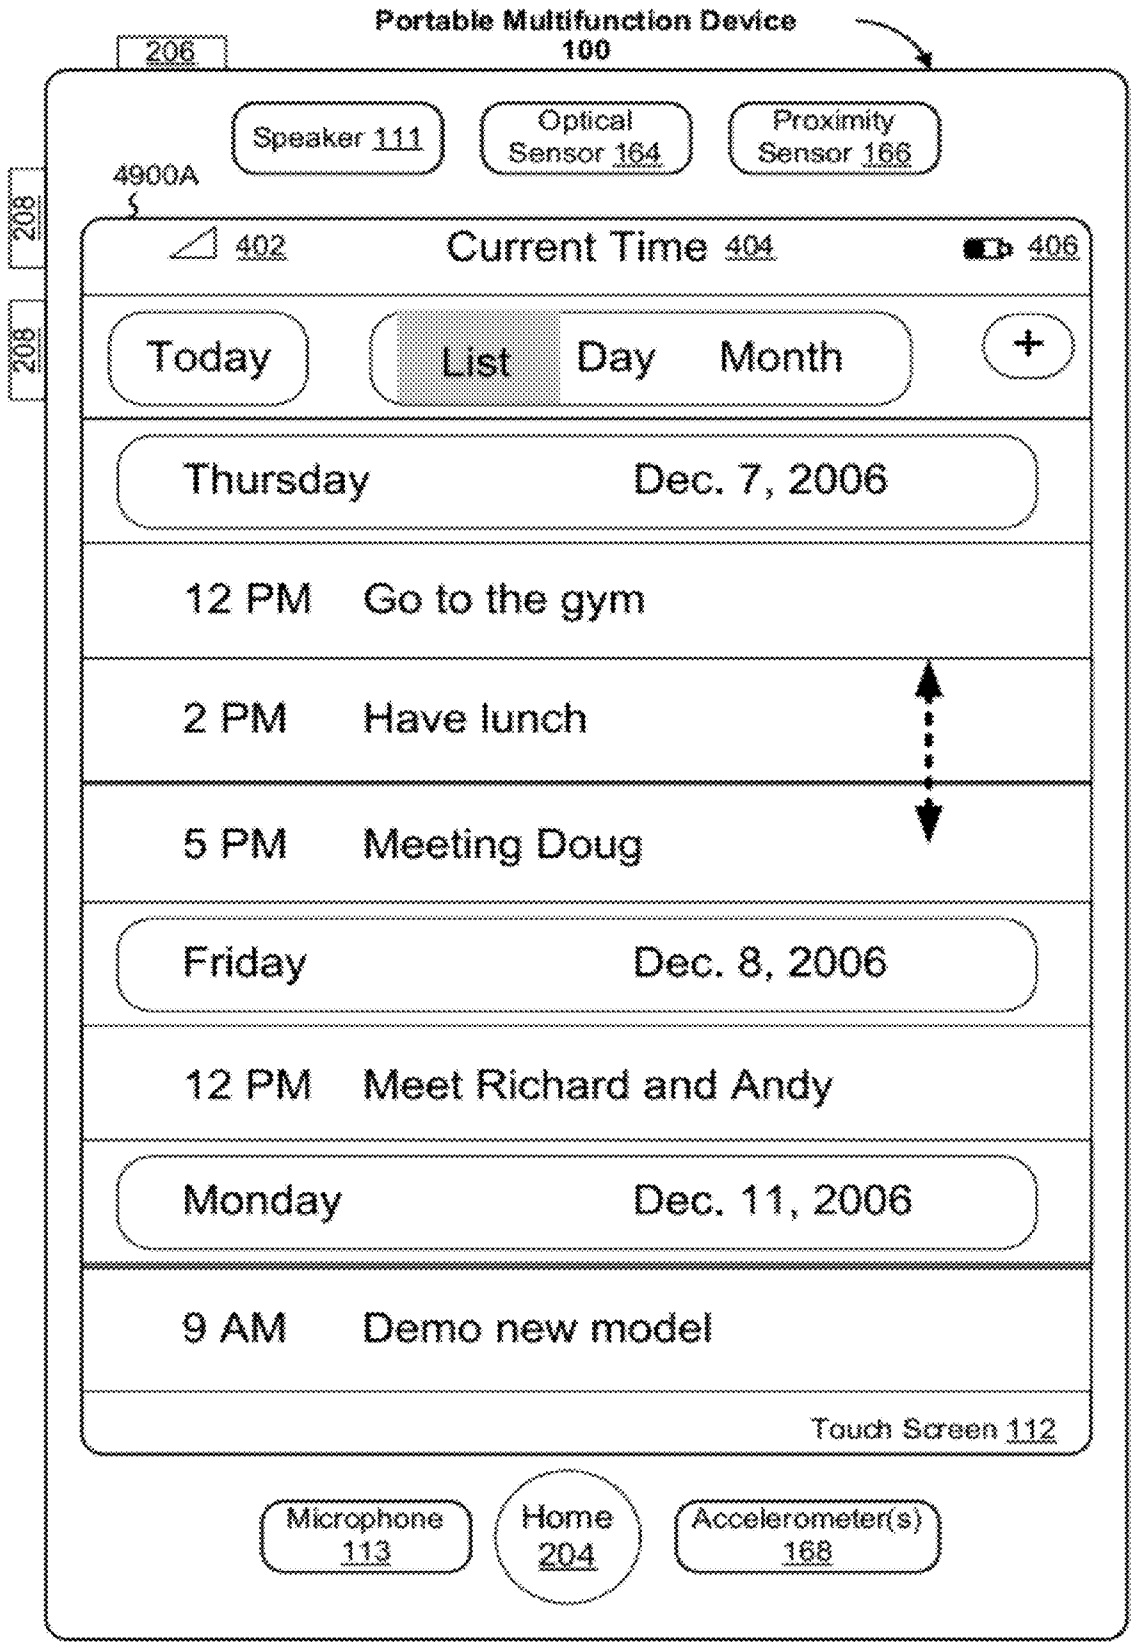 Portable Multifunction Device
100
206
Speaker 111
Optical
Sensor 164
Proximity
Sensor 166
4900A
208
208
402
Current Time 404
406
Today
List Day Month
+
Thursday Dec. 7, 2006
12 PM Go to the gym
2 PM Have lunch
5 PM Meeting Doug
Friday Dec. 8, 2006
12 PM Meet Richard and Andy
Monday Dec. 11, 2006
9 AM Demo new model
Touch Screen 112
Microphone
113
Home
204
Accelerometer(s)
168